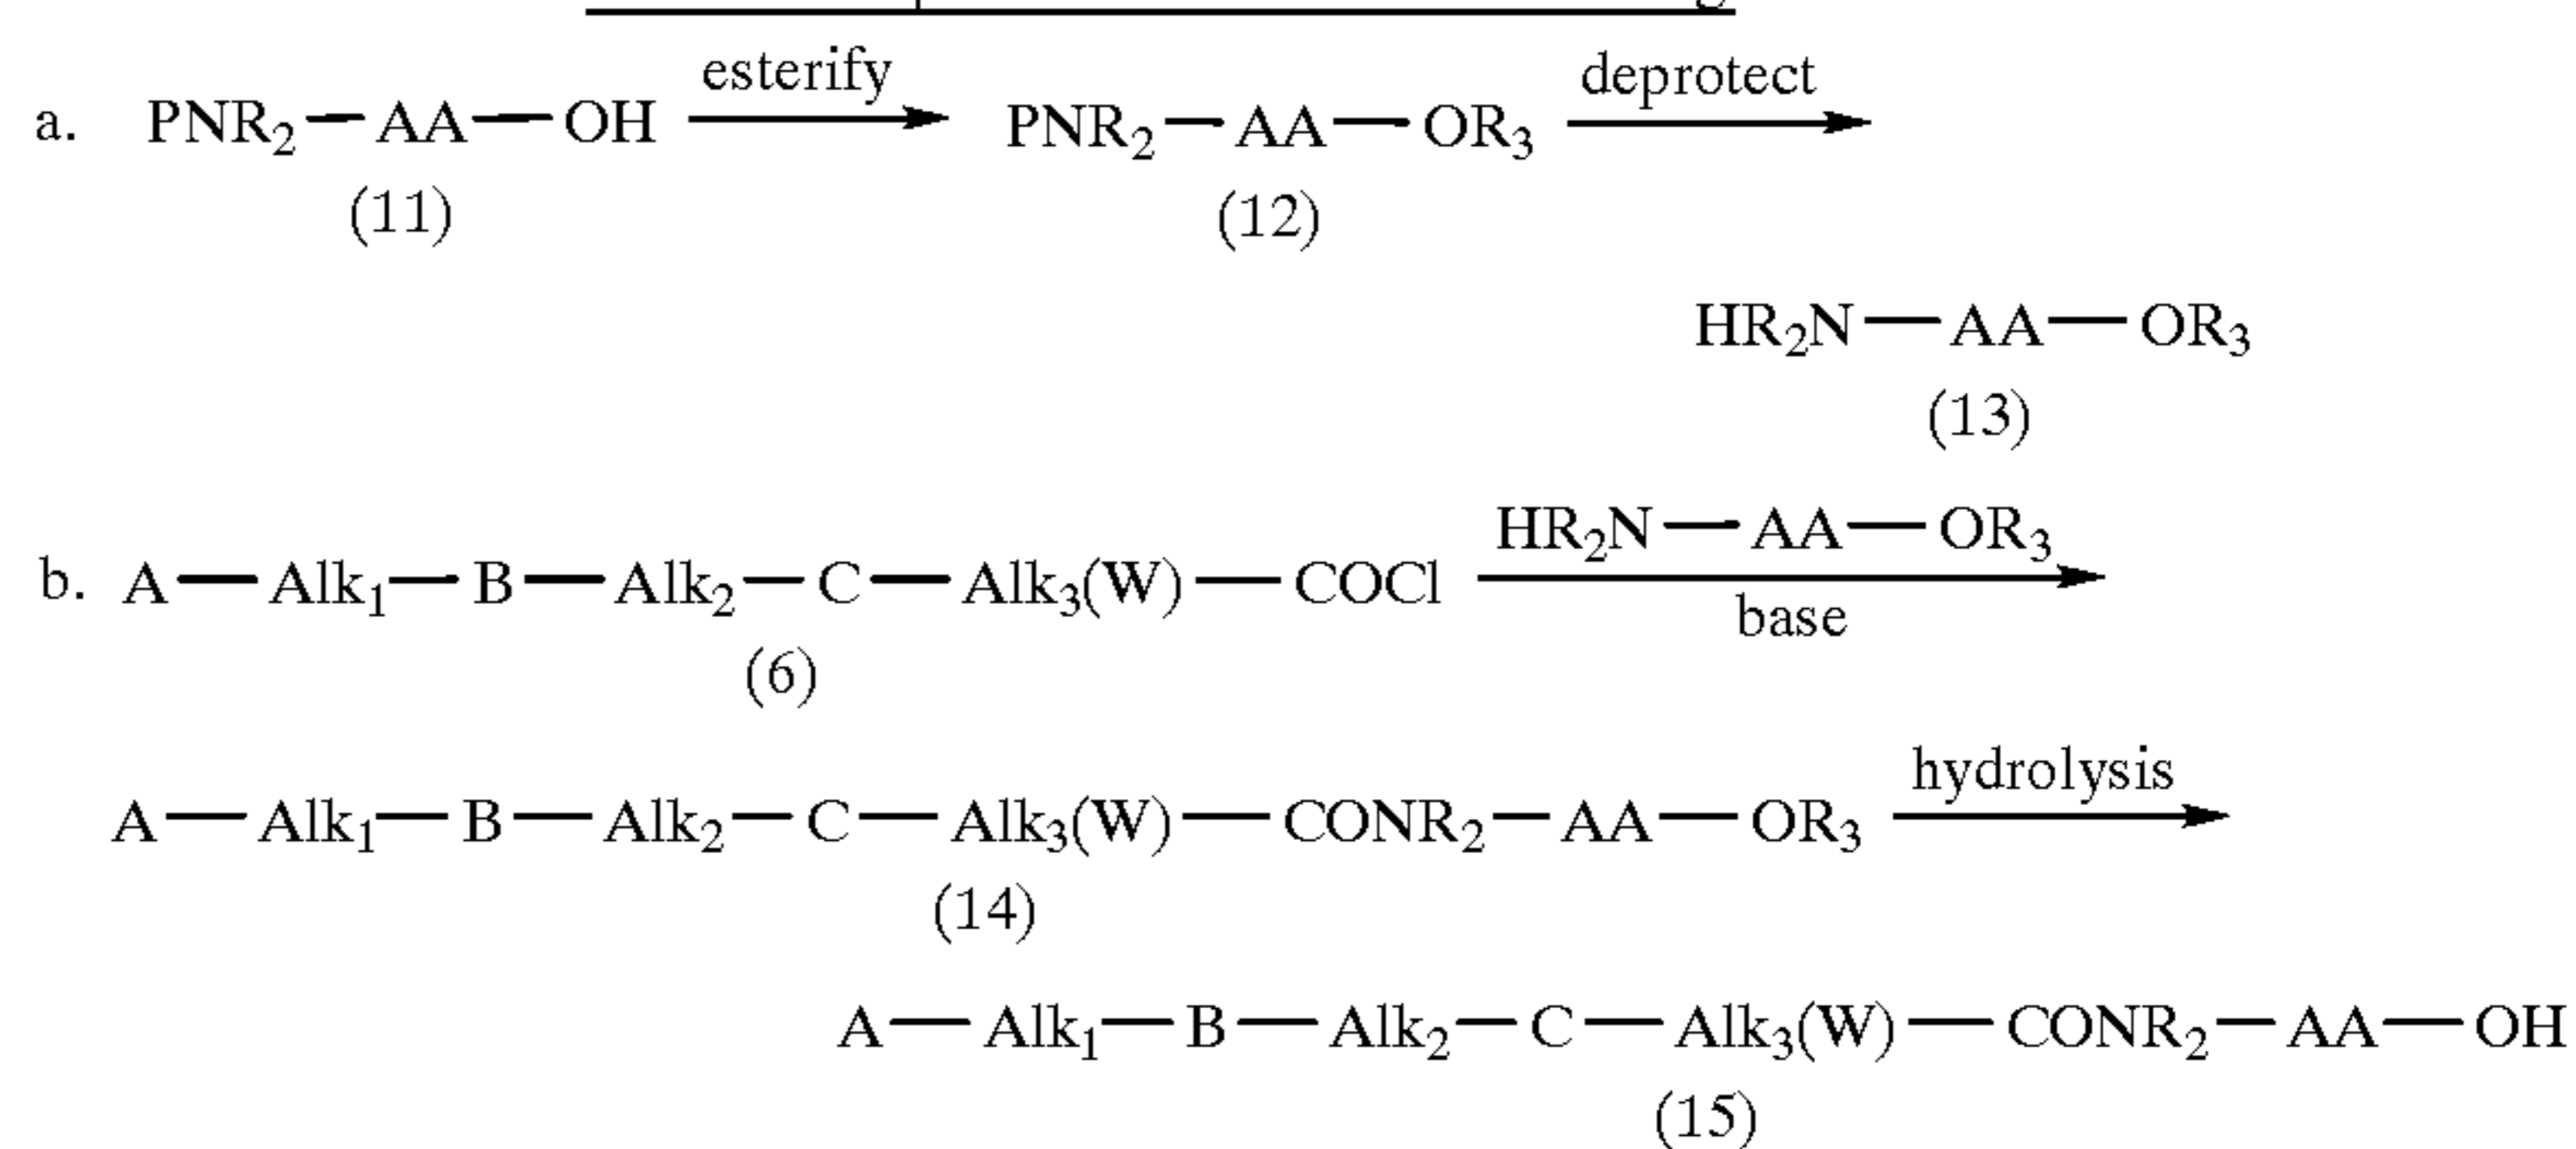 esterify deprotect
a. PNR₂—AA—OH PNR₂—AA—OR₃
(11) (12)
HR₂N—AA—OR₃
(13)
HR₂N—AA—OR₃
b. A—Alk₁—B—Alk₂—C—Alk₃(W)—COCl
base
(6)
hydrolysis
A—Alk₁—B—Alk₂—C—Alk₃(W)—CONR₂—AA—OR₃
(14)
A—Alk₁—B—Alk₂—C—Alk₃(W)—CONR₂—AA—OH
(15)